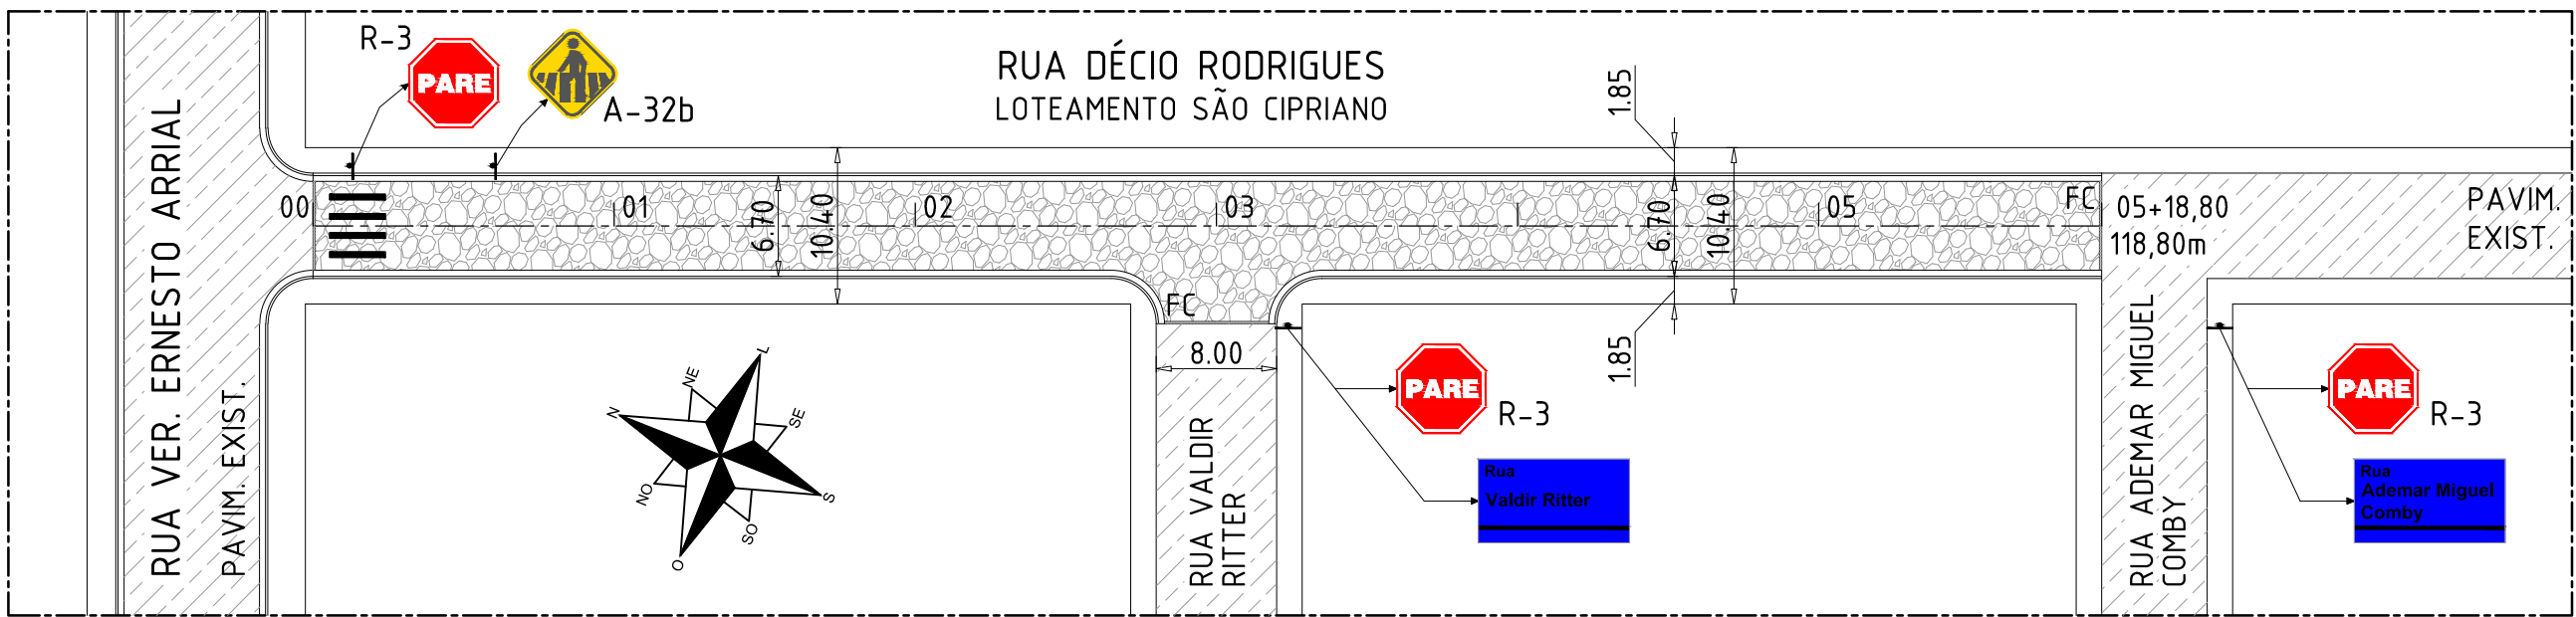 R-3
PARE
A-32b
RUA DÉCIO RODRIGUES
LOTEAMENTO SÃO CIPRIANO
1.85
RUA VER. ERNESTO ARRIAL
PAVIM. EXIST.
00
01
6.70
10.40
02
03
6.70
10.40
05
FC
05+18,80
118,80m
PAVIM.
EXIST.
FC
8.00
1.85
N
NE
L
SE
S
SO
O
NO
RUA VALDIR
RITTER
PARE
R-3
Rua
Valdir Ritter
RUA ADEMAR MIGUEL
COMBY
PARE
R-3
Rua
Ademar Miguel
Comby